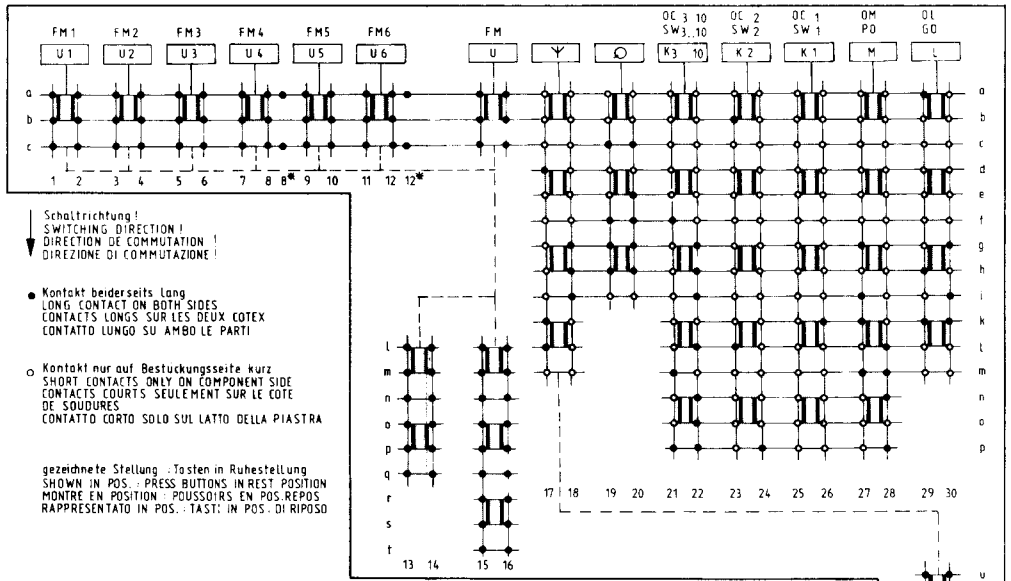 FM1 FM2 FM3 FM4 FM5 FM6 FM OC 3 10 OC 2 OC 1 OM OL
SW3..10 SW2 SW1 PO GO
U1 U2 U3 U4 U5 U6 U K3 10 K2 K1 M L
a a
b b
c c
d
e
f
g
h
i
k
l
m
n
o
p
1 2 3 4 5 6 7 8 8* 9 10 11 12 12*
Schaltrichtung!
SWITCHING DIRECTION!
DIRECTION DE COMMUTATION !
DIREZIONE DI COMMUTAZIONE!
Kontakt beiderseits lang
LONG CONTACT ON BOTH SIDES
CONTACTS LONGS SUR LES DEUX COTEX
CONTATTO LUNGO SU AMBO LE PARTI
Kontakt nur auf Bestuckungsseite kurz
SHORT CONTACTS ONLY ON COMPONENT SIDE
CONTACTS COURTS SEULEMENT SUR LE COTE
DE SOUDURES
CONTATTO CORTO SOLO SUL LATTO DELLA PIASTRA
gezeichnete Stellung : Tasten in Ruhestellung
SHOWN IN POS. : PRESS BUTTONS IN REST POSITION
MONTRE EN POSITION : POUSSOIRS EN POS.REPOS
RAPPRESENTATO IN POS. : TASTI IN POS. DI RIPOSO
l
m
n
o
p
q
r
s
t
13 14 15 16
17 18 19 20 21 22 23 24 25 26 27 28 29 30
u